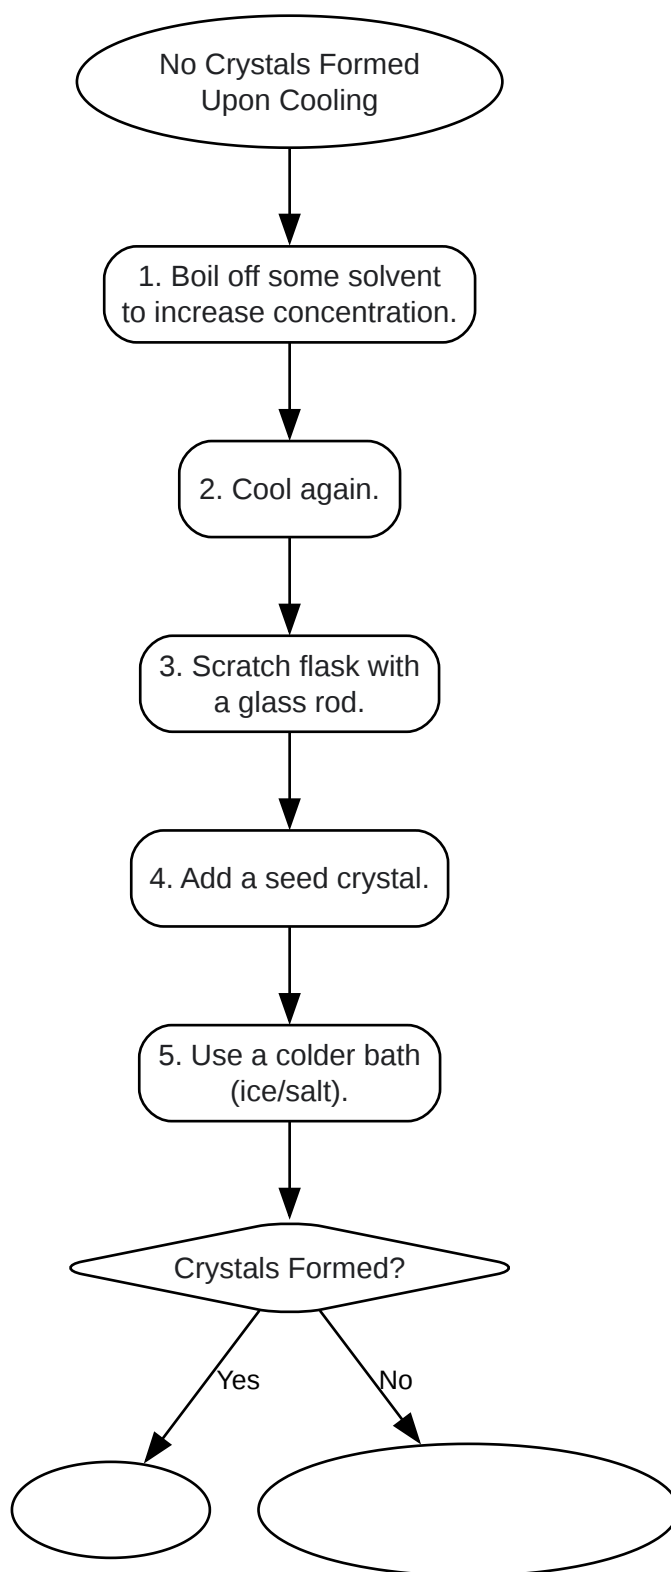 No Crystals Formed
Upon Cooling
1. Boil off some solvent
to increase concentration.
2. Cool again.
3. Scratch flask with
a glass rod.
4. Add a seed crystal.
5. Use a colder bath
(ice/salt).
Crystals Formed?
Yes
No